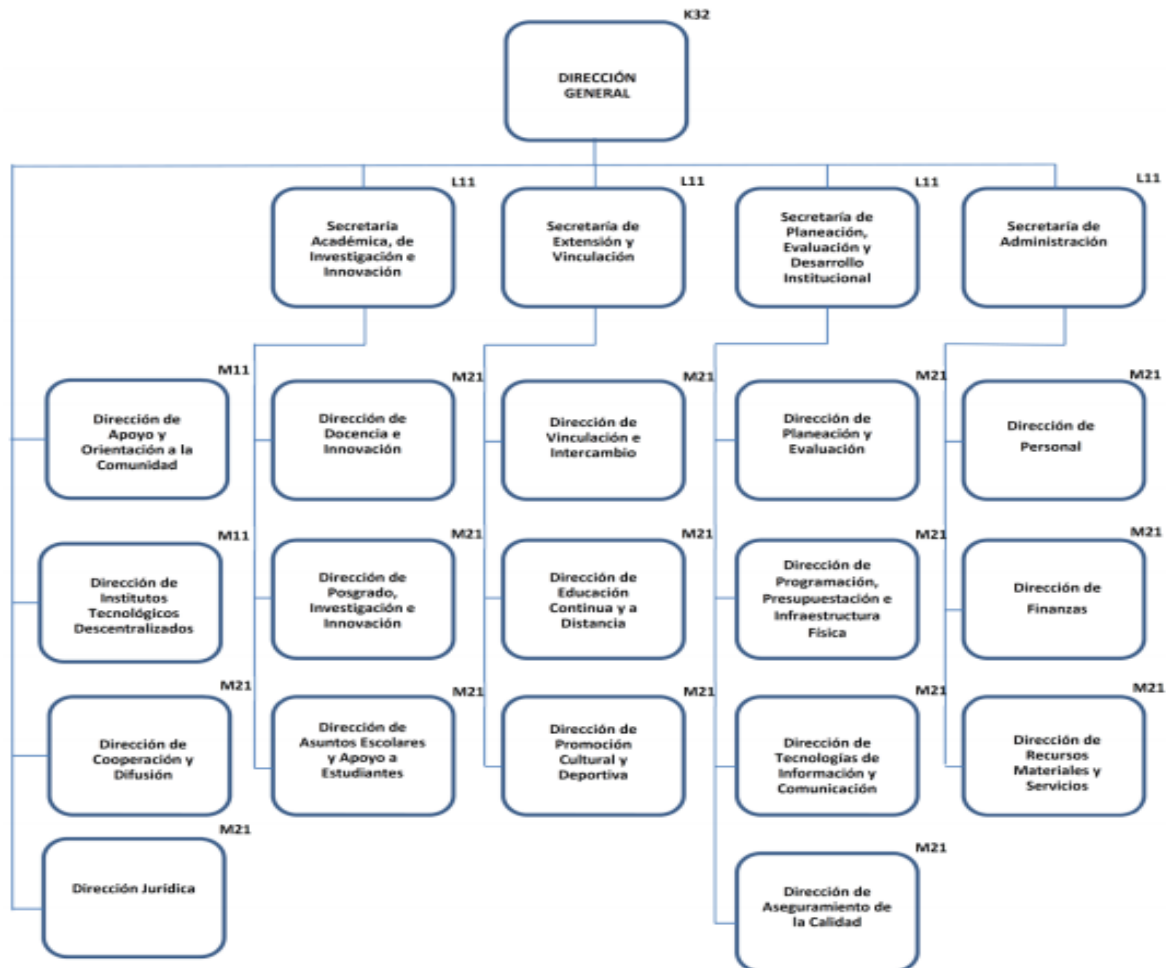 K32
DIRECCIÓN
GENERAL
L11
Secretaría
Académica, de
Investigación e
Innovación
L11
Secretaría de
Extensión y
Vinculación
L11
Secretaría de
Planeación,
Evaluación y
Desarrollo
Institucional
L11
Secretaría de
Administración
M11
Dirección de
Apoyo y
Orientación a la
Comunidad
M21
Dirección de
Docencia e
Innovación
M21
Dirección de
Vinculación e
Intercambio
M21
Dirección de
Planeación y
Evaluación
M21
Dirección de
Personal
M11
Dirección de
Institutos
Tecnológicos
Descentralizados
M21
Dirección de
Posgrado,
Investigación e
Innovación
M21
Dirección de
Educación
Continua y a
Distancia
M21
Dirección de
Programación,
Presupuestación e
Infraestructura
Física
M21
Dirección de
Finanzas
M21
Dirección de
Cooperación y
Difusión
M21
Dirección de
Asuntos Escolares
y Apoyo a
Estudiantes
M21
Dirección de
Promoción
Cultural y
Deportiva
M21
Dirección de
Tecnologías de
Información y
Comunicación
M21
Dirección de
Recursos
Materiales y
Servicios
M21
Dirección Jurídica
M21
Dirección de
Aseguramiento de
la Calidad